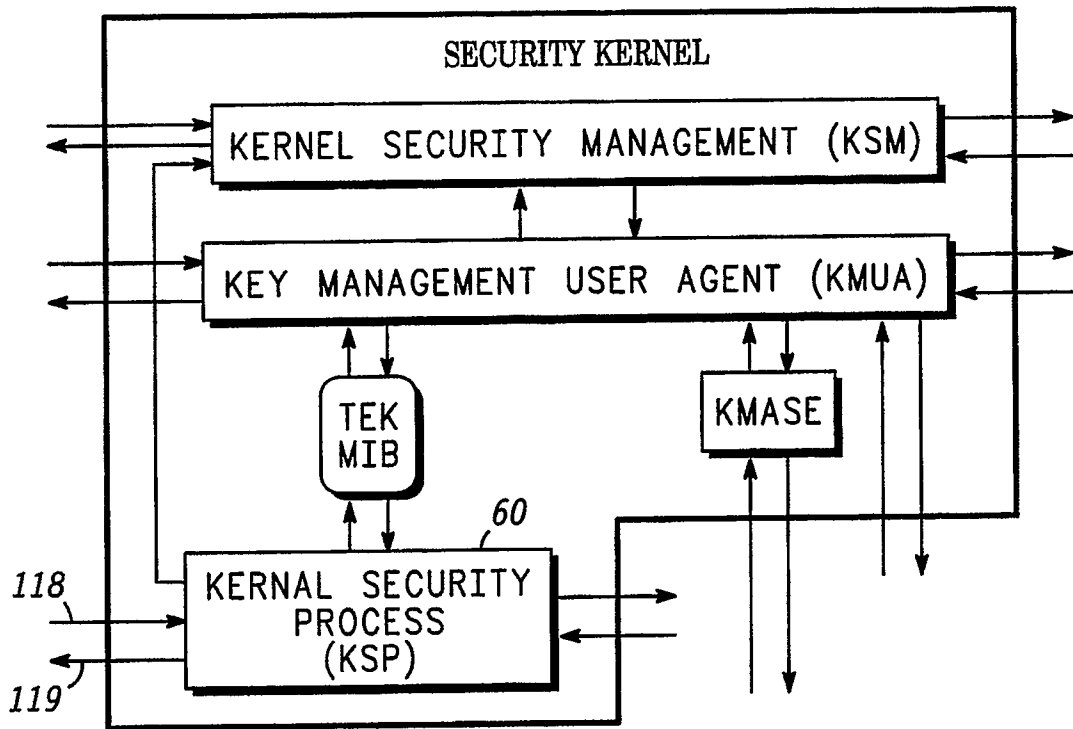 SECURITY KERNEL
KERNEL SECURITY MANAGEMENT (KSM)
KEY MANAGEMENT USER AGENT (KMUA)
TEK
MIB
KMASE
60
KERNAL SECURITY
PROCESS
(KSP)
118
119